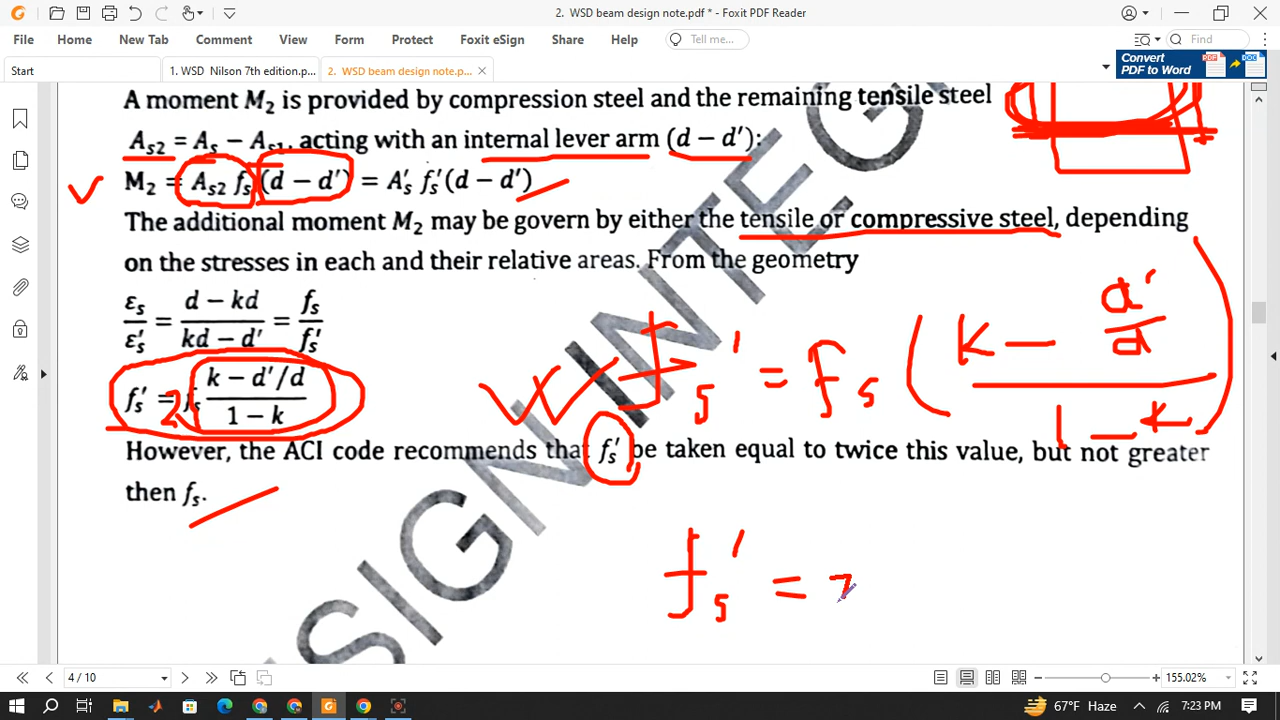 2. WSD beam design note.pdf * - Foxit PDF Reader
File Home New Tab Comment View Form Protect Foxit eSign Share Help Tell me... Find
Start 1. WSD Nilson 7th edition.p... 2. WSD beam design note.p...
Convert PDF to Word
A moment M₂ is provided by compression steel and the remaining tensile steel
A_s2 = A_s − A_s1, acting with an internal lever arm (d − d′):
M₂ = A_s2 f_s (d − d′) = A′_s f′_s (d − d′)
The additional moment M₂ may be govern by either the tensile or compressive steel, depending
on the stresses in each and their relative areas. From the geometry
ε_s/ε′_s = (d − kd)/(kd − d′) = f_s/f′_s
f′_s = 2 f_s (k − d′/d)/(1 − k)
f′_s = f_s ((k − d′/d)/(1 − k))
However, the ACI code recommends that f′_s be taken equal to twice this value, but not greater
then f_s.
f′_s =
SIGN INTEG
4 / 10
155.02%
67°F Haze
7:23 PM